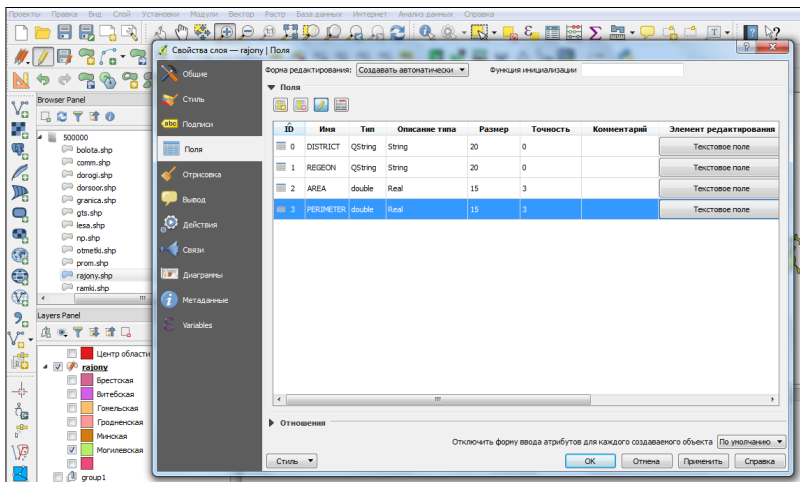 Проекты Правка Вид Слой Установки Модули Вектор Растр Базаданных Интернет Анализ данных Справка
Свойства слоя — rajony | Поля
Общие
Стиль
abc Подписи
Поля
Отрисовка
Вывод
Действия
Связи
Диаграммы
Метаданные
Variables
Форма редактирования: Создавать автоматически Функция инициализации
Поля
ID Имя Тип Описание типа Размер Точность Комментарий Элемент редактирования
0 DISTRICT QString String 20 0 Текстовое поле
1 REGEON QString String 20 0 Текстовое поле
2 AREA double Real 15 3 Текстовое поле
3 PERIMETER double Real 15 3 Текстовое поле
Отношения
Отключить форму ввода атрибутов для каждого создаваемого объекта По умолчанию
Стиль OK Отмена Применить Справка
Browser Panel
500000
bolota.shp
comm.shp
dorogi.shp
dorsoor.shp
granica.shp
gts.shp
lesa.shp
np.shp
otmetki.shp
prom.shp
rajony.shp
ramki.shp
Layers Panel
Центр области
rajony
Брестская
Витебская
Гомельская
Гродненская
Минская
Могилевская
group1